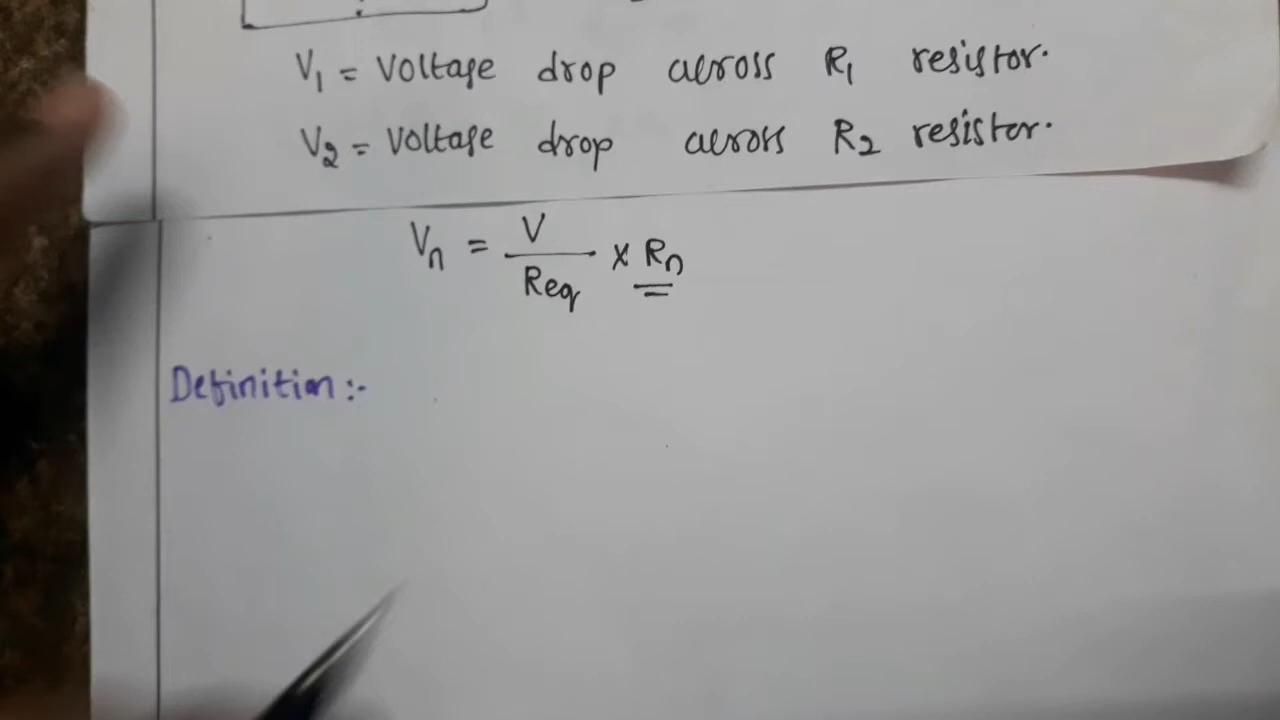 V₁ = Voltage drop across R₁ resistor.
V₂ = Voltage drop across R₂ resistor.
Vn = V / Req × Rn
Definition :-